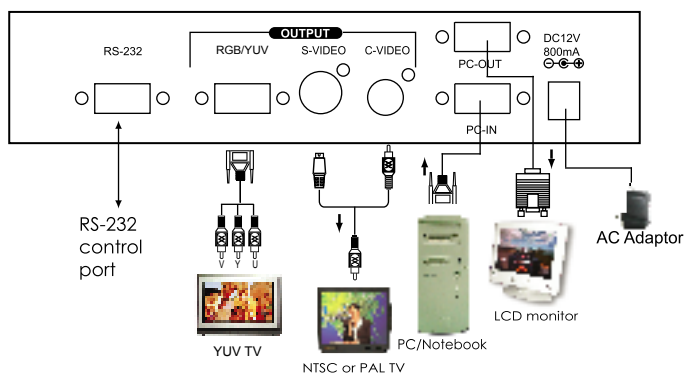 OUTPUT
RS-232
RGB/YUV
S-VIDEO
C-VIDEO
PC-OUT
DC12V
800mA
PC-IN
RS-232
control
port
V Y U
YUV TV
NTSC or PAL TV
PC/Notebook
LCD monitor
AC Adaptor